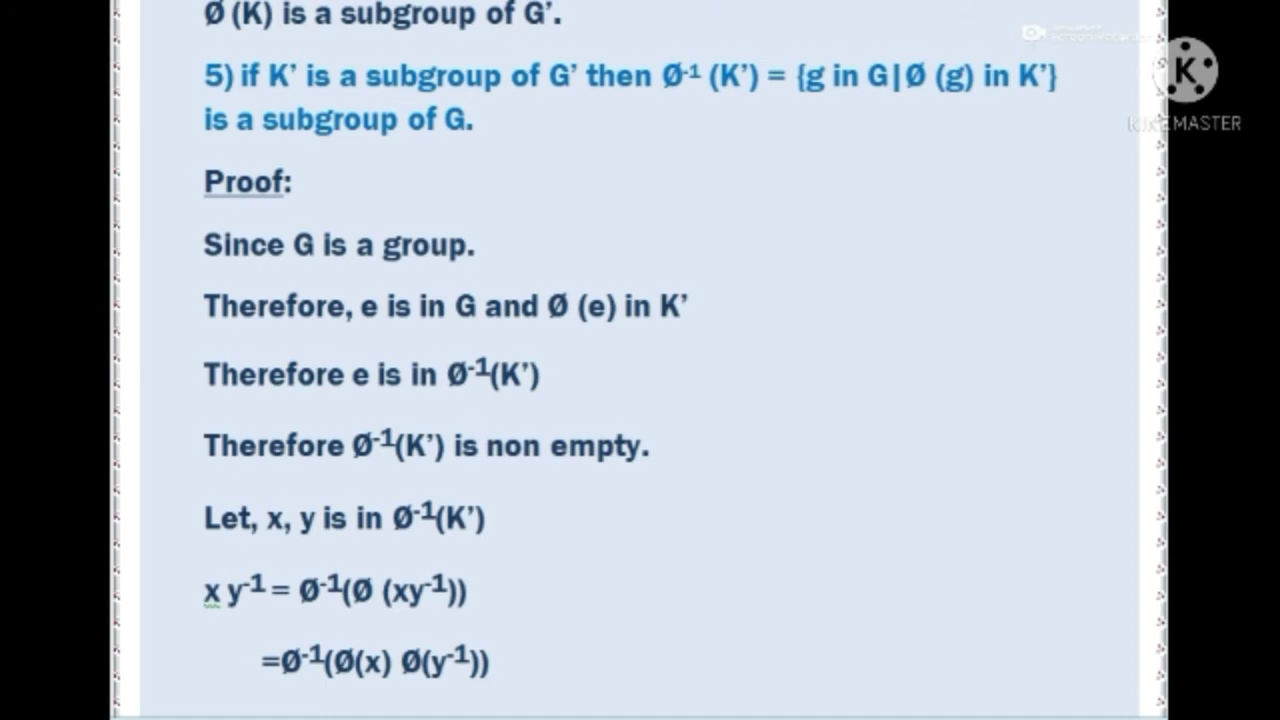 Ø (K) is a subgroup of G’.
5) if K’ is a subgroup of G’ then Ø⁻¹ (K’) = {g in G|Ø (g) in K’}
is a subgroup of G.
Proof:
Since G is a group.
Therefore, e is in G and Ø (e) in K’
Therefore e is in Ø⁻¹(K’)
Therefore Ø⁻¹(K’) is non empty.
Let, x, y is in Ø⁻¹(K’)
x y⁻¹ = Ø⁻¹(Ø (xy⁻¹))
=Ø⁻¹(Ø(x) Ø(y⁻¹))
K
KINEMASTER